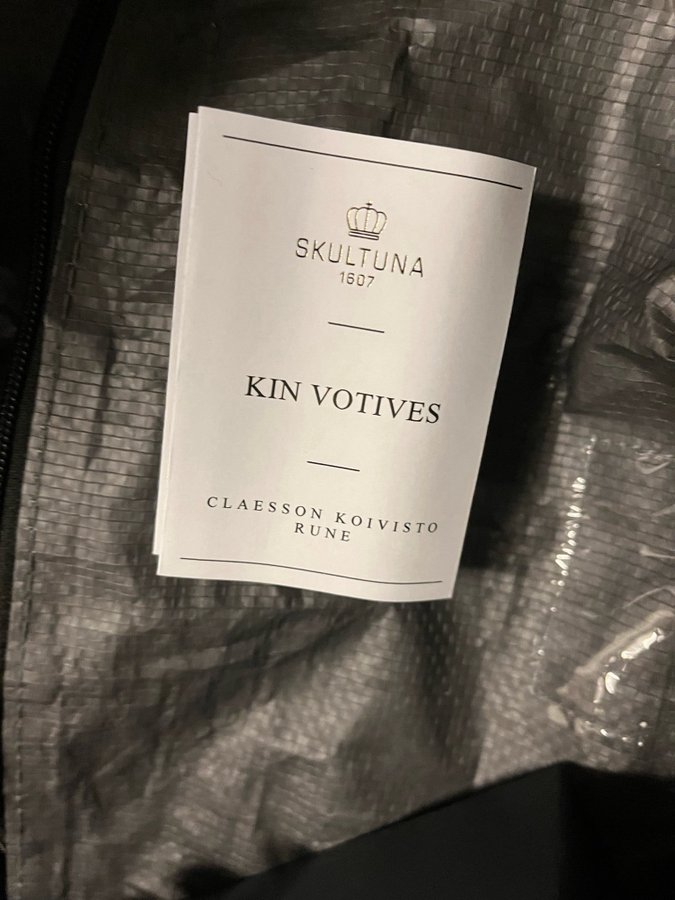 SKULTUNA
1607
KIN VOTIVES
CLAESSON KOIVISTO
RUNE